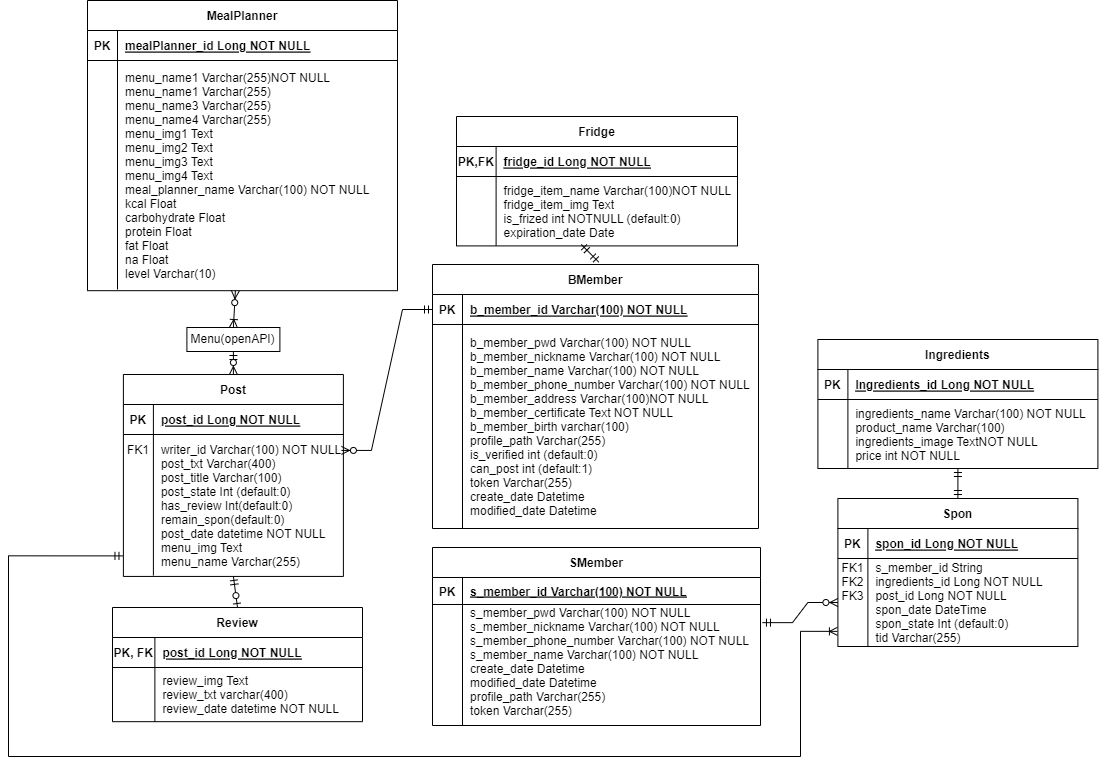 MealPlanner
PK mealPlanner_id Long NOT NULL
menu_name1 Varchar(255)NOT NULL
menu_name1 Varchar(255)
menu_name3 Varchar(255)
menu_name4 Varchar(255)
menu_img1 Text
menu_img2 Text
menu_img3 Text
menu_img4 Text
meal_planner_name Varchar(100) NOT NULL
kcal Float
carbohydrate Float
protein Float
fat Float
na Float
level Varchar(10)
Menu(openAPI)
Post
PK post_id Long NOT NULL
FK1 writer_id Varchar(100) NOT NULL
post_txt Varchar(400)
post_title Varchar(100)
post_state Int (default:0)
has_review Int(default:0)
remain_spon(default:0)
post_date datetime NOT NULL
menu_img Text
menu_name Varchar(255)
Review
PK, FK post_id Long NOT NULL
review_img Text
review_txt varchar(400)
review_date datetime NOT NULL
Fridge
PK,FK fridge_id Long NOT NULL
fridge_item_name Varchar(100)NOT NULL
fridge_item_img Text
is_frized int NOTNULL (default:0)
expiration_date Date
BMember
PK b_member_id Varchar(100) NOT NULL
b_member_pwd Varchar(100) NOT NULL
b_member_nickname Varchar(100) NOT NULL
b_member_name Varchar(100) NOT NULL
b_member_phone_number Varchar(100) NOT NULL
b_member_address Varchar(100)NOT NULL
b_member_certificate Text NOT NULL
b_member_birth varchar(100)
profile_path Varchar(255)
is_verified int (default:0)
can_post int (default:1)
token Varchar(255)
create_date Datetime
modified_date Datetime
SMember
PK s_member_id Varchar(100) NOT NULL
s_member_pwd Varchar(100) NOT NULL
s_member_nickname Varchar(100) NOT NULL
s_member_phone_number Varchar(100) NOT NULL
s_member_name Varchar(100) NOT NULL
create_date Datetime
modified_date Datetime
profile_path Varchar(255)
token Varchar(255)
Ingredients
PK Ingredients_id Long NOT NULL
ingredients_name Varchar(100) NOT NULL
product_name Varchar(100)
ingredients_image TextNOT NULL
price int NOT NULL
Spon
PK spon_id Long NOT NULL
FK1 s_member_id String
FK2 ingredients_id Long NOT NULL
FK3 post_id Long NOT NULL
spon_date DateTime
spon_state Int (default:0)
tid Varchar(255)